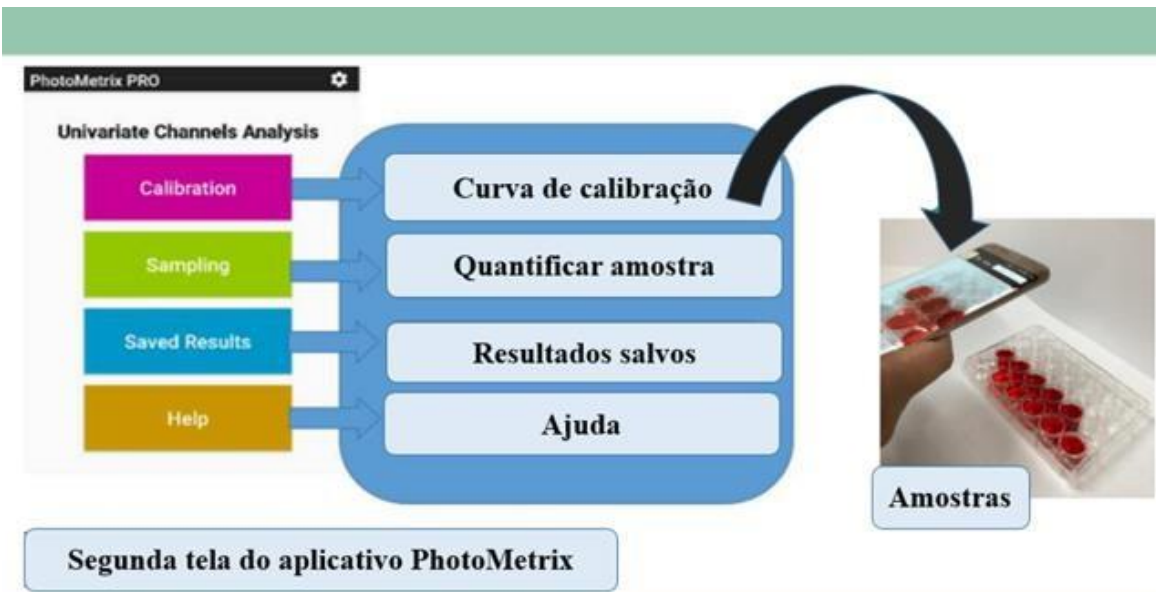 PhotoMetrix PRO
Univariate Channels Analysis
Calibration
Curva de calibração
Sampling
Quantificar amostra
Saved Results
Resultados salvos
Help
Ajuda
Amostras
Segunda tela do aplicativo PhotoMetrix